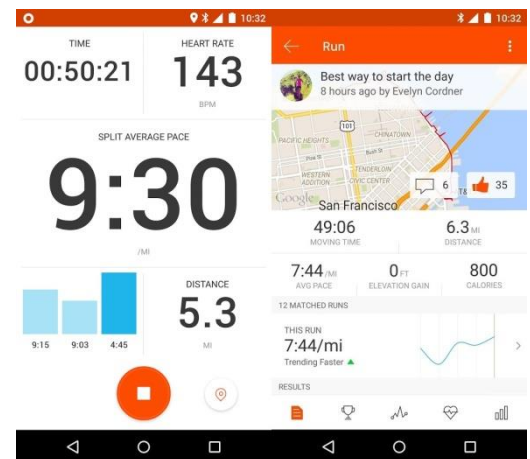 10:32
TIME
00:50:21
HEART RATE
143
BPM
SPLIT AVERAGE PACE
9:30
/MI
9:15 9:03 4:45
DISTANCE
5.3
MI
10:32
Run
Best way to start the day
8 hours ago by Evelyn Cordner
101
PACIFIC HEIGHTS
CHINATOWN
Pine St
Bush St
TENDERLOIN
WESTERN ADDITION
CIVIC CENTER
Google
San Francisco
6
35
49:06
MOVING TIME
6.3 MI
DISTANCE
7:44 /MI
AVG PACE
0 FT
ELEVATION GAIN
800
CALORIES
12 MATCHED RUNS
THIS RUN
7:44/mi
Trending Faster
RESULTS